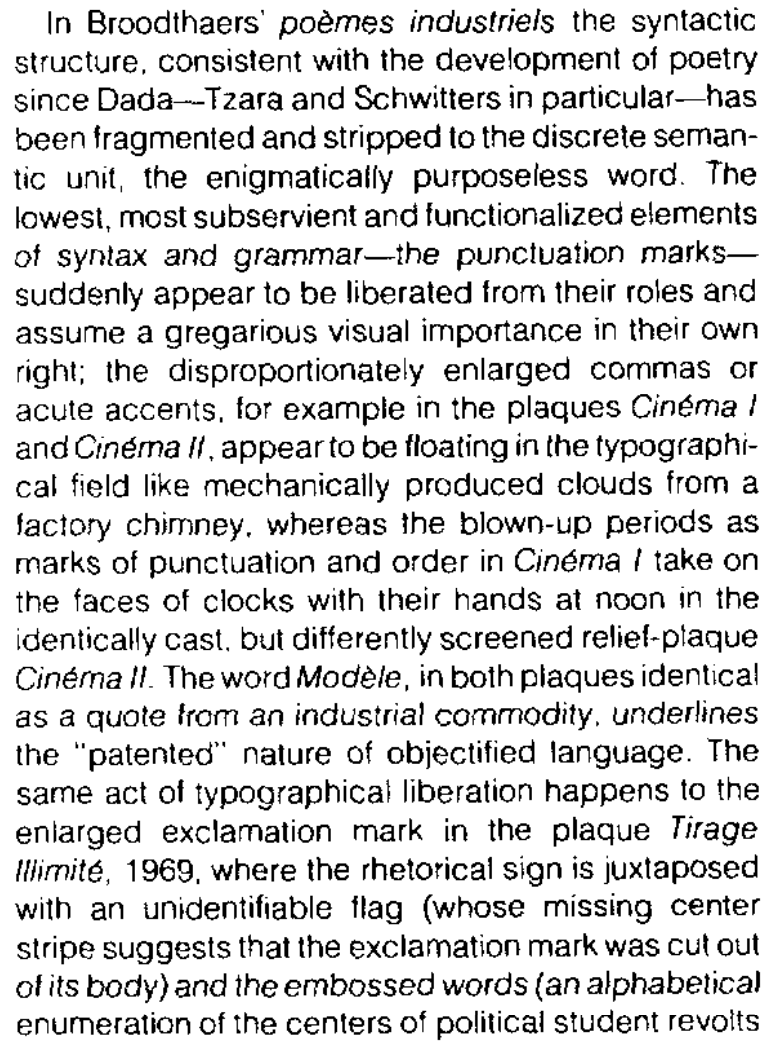 In Broodthaers' poèmes industriels the syntactic
structure, consistent with the development of poetry
since Dada—Tzara and Schwitters in particular—has
been fragmented and stripped to the discrete seman-
tic unit, the enigmatically purposeless word. The
lowest, most subservient and functionalized elements
of syntax and grammar—the punctuation marks—
suddenly appear to be liberated from their roles and
assume a gregarious visual importance in their own
right; the disproportionately enlarged commas or
acute accents, for example in the plaques Cinéma I
and Cinéma II, appear to be floating in the typographi-
cal field like mechanically produced clouds from a
factory chimney, whereas the blown-up periods as
marks of punctuation and order in Cinéma I take on
the faces of clocks with their hands at noon in the
identically cast, but differently screened relief-plaque
Cinéma II. The word Modèle, in both plaques identical
as a quote from an industrial commodity, underlines
the "patented" nature of objectified language. The
same act of typographical liberation happens to the
enlarged exclamation mark in the plaque Tirage
Illimité, 1969, where the rhetorical sign is juxtaposed
with an unidentifiable flag (whose missing center
stripe suggests that the exclamation mark was cut out
of its body) and the embossed words (an alphabetical
enumeration of the centers of political student revolts